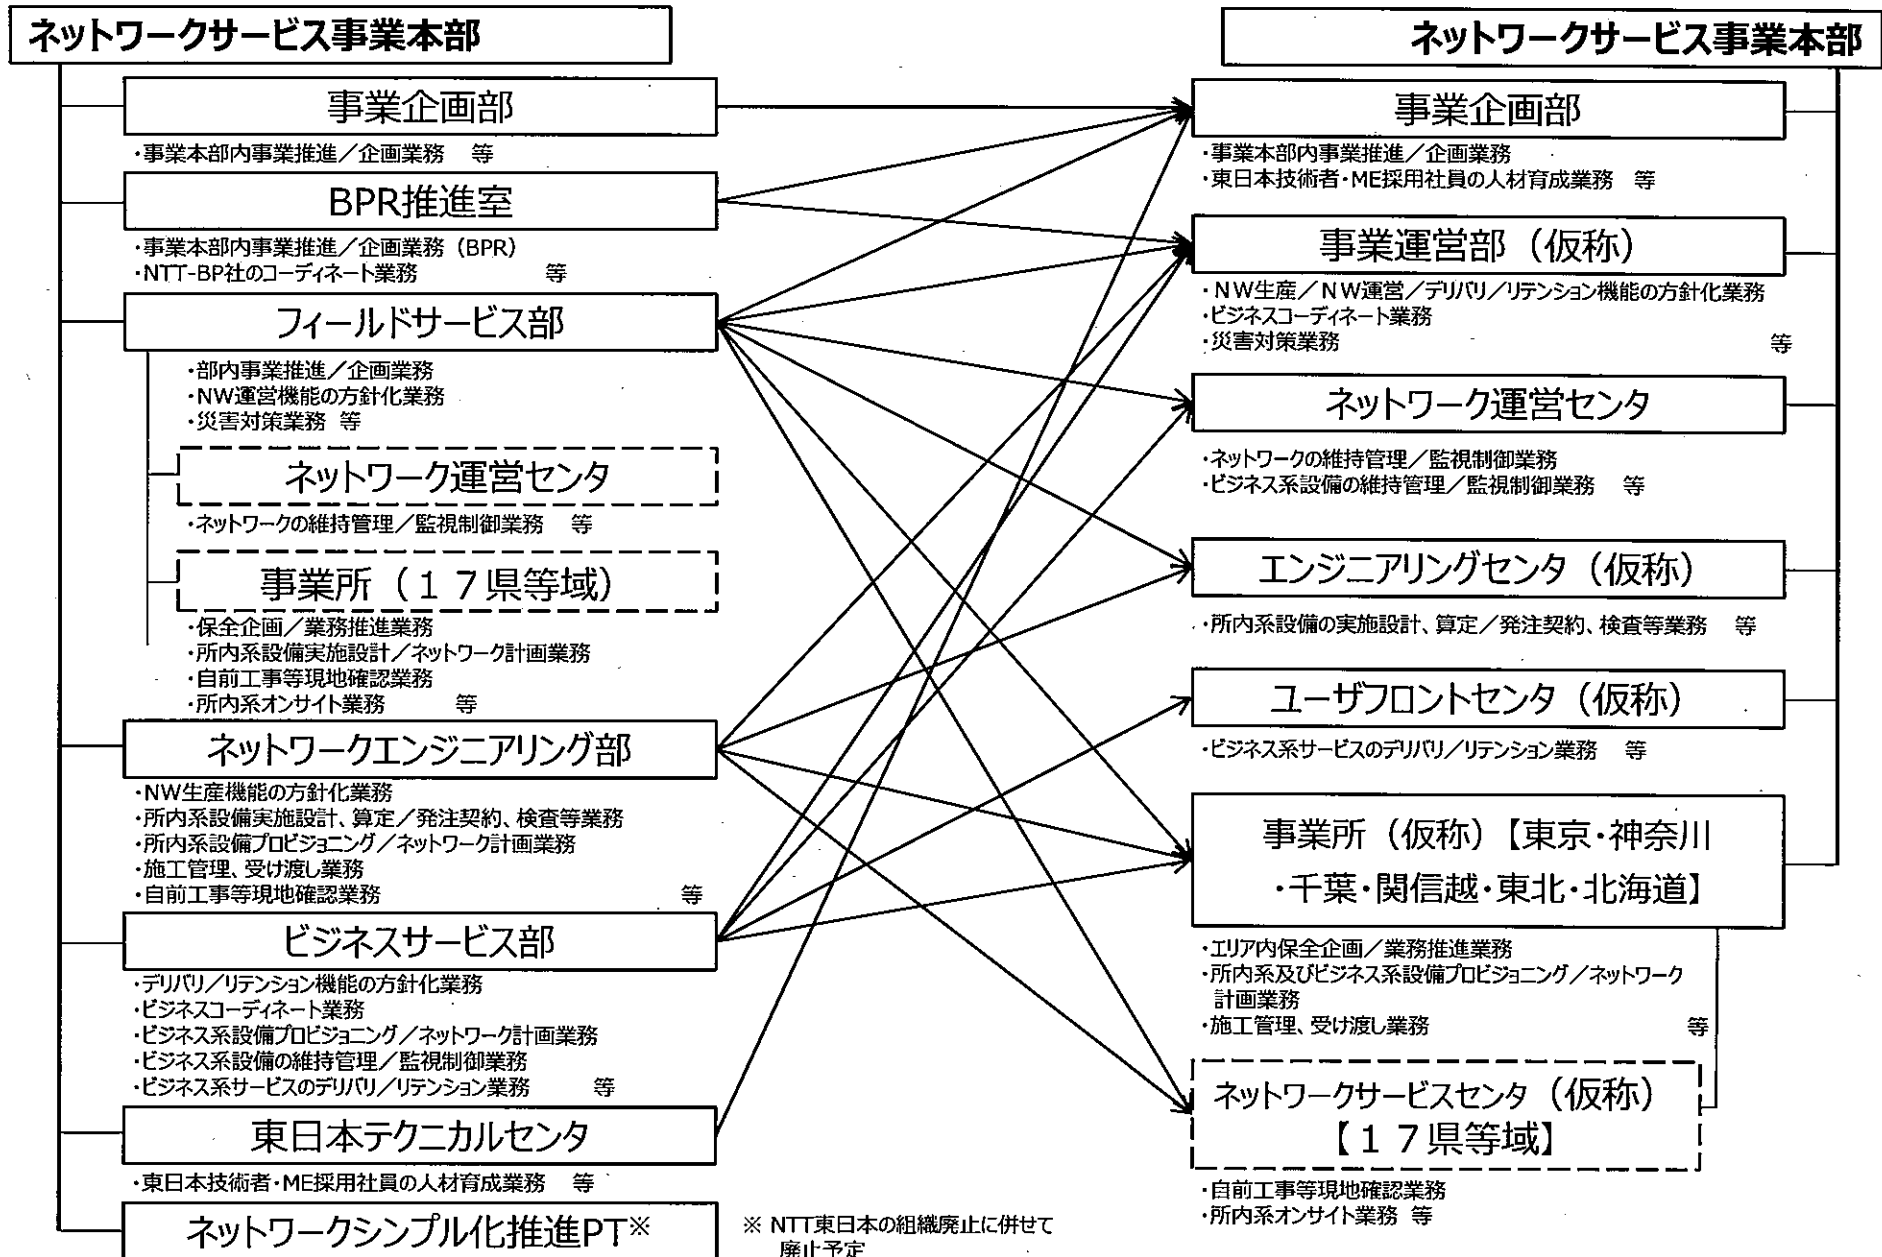 ネットワークサービス事業本部
事業企画部
・事業本部内事業推進／企画業務 等
BPR推進室
・事業本部内事業推進／企画業務（BPR）
・NTT-BP社のコーディネート業務 等
フィールドサービス部
・部内事業推進／企画業務
・NW運営機能の方針化業務
・災害対策業務 等
ネットワーク運営センタ
・ネットワークの維持管理／監視制御業務 等
事業所（１７県等域）
・保全企画／業務推進業務
・所内系設備実施設計／ネットワーク計画業務
・自前工事等現地確認業務
・所内系オンサイト業務 等
ネットワークエンジニアリング部
・NW生産機能の方針化業務
・所内系設備実施設計、算定／発注契約、検査等業務
・所内系設備プロビジョニング／ネットワーク計画業務
・施工管理、受け渡し業務
・自前工事等現地確認業務 等
ビジネスサービス部
・デリバリ／リテンション機能の方針化業務
・ビジネスコーディネート業務
・ビジネス系設備プロビジョニング／ネットワーク計画業務
・ビジネス系設備の維持管理／監視制御業務
・ビジネス系サービスのデリバリ／リテンション業務 等
東日本テクニカルセンタ
・東日本技術者・ME採用社員の人材育成業務 等
ネットワークシンプル化推進PT※
※ NTT東日本の組織廃止に併せて
廃止予定
ネットワークサービス事業本部
事業企画部
・事業本部内事業推進／企画業務
・東日本技術者・ME採用社員の人材育成業務 等
事業運営部（仮称）
・NW生産／NW運営／デリバリ／リテンション機能の方針化業務
・ビジネスコーディネート業務
・災害対策業務 等
ネットワーク運営センタ
・ネットワークの維持管理／監視制御業務
・ビジネス系設備の維持管理／監視制御業務 等
エンジニアリングセンタ（仮称）
・所内系設備の実施設計、算定／発注契約、検査等業務 等
ユーザフロントセンタ（仮称）
・ビジネス系サービスのデリバリ／リテンション業務 等
事業所（仮称）【東京・神奈川
・千葉・関信越・東北・北海道】
・エリア内保全企画／業務推進業務
・所内系及びビジネス系設備プロビジョニング／ネットワーク
計画業務
・施工管理、受け渡し業務 等
ネットワークサービスセンタ（仮称）
【１７県等域】
・自前工事等現地確認業務
・所内系オンサイト業務 等